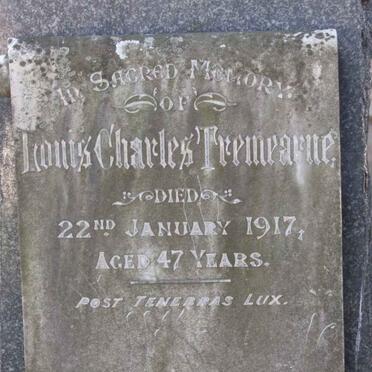 In Sacred Memory
OF
Louis Charles Tremearne,
DIED
22ND JANUARY 1917,
AGED 47 YEARS.
POST TENEBRAS LUX.